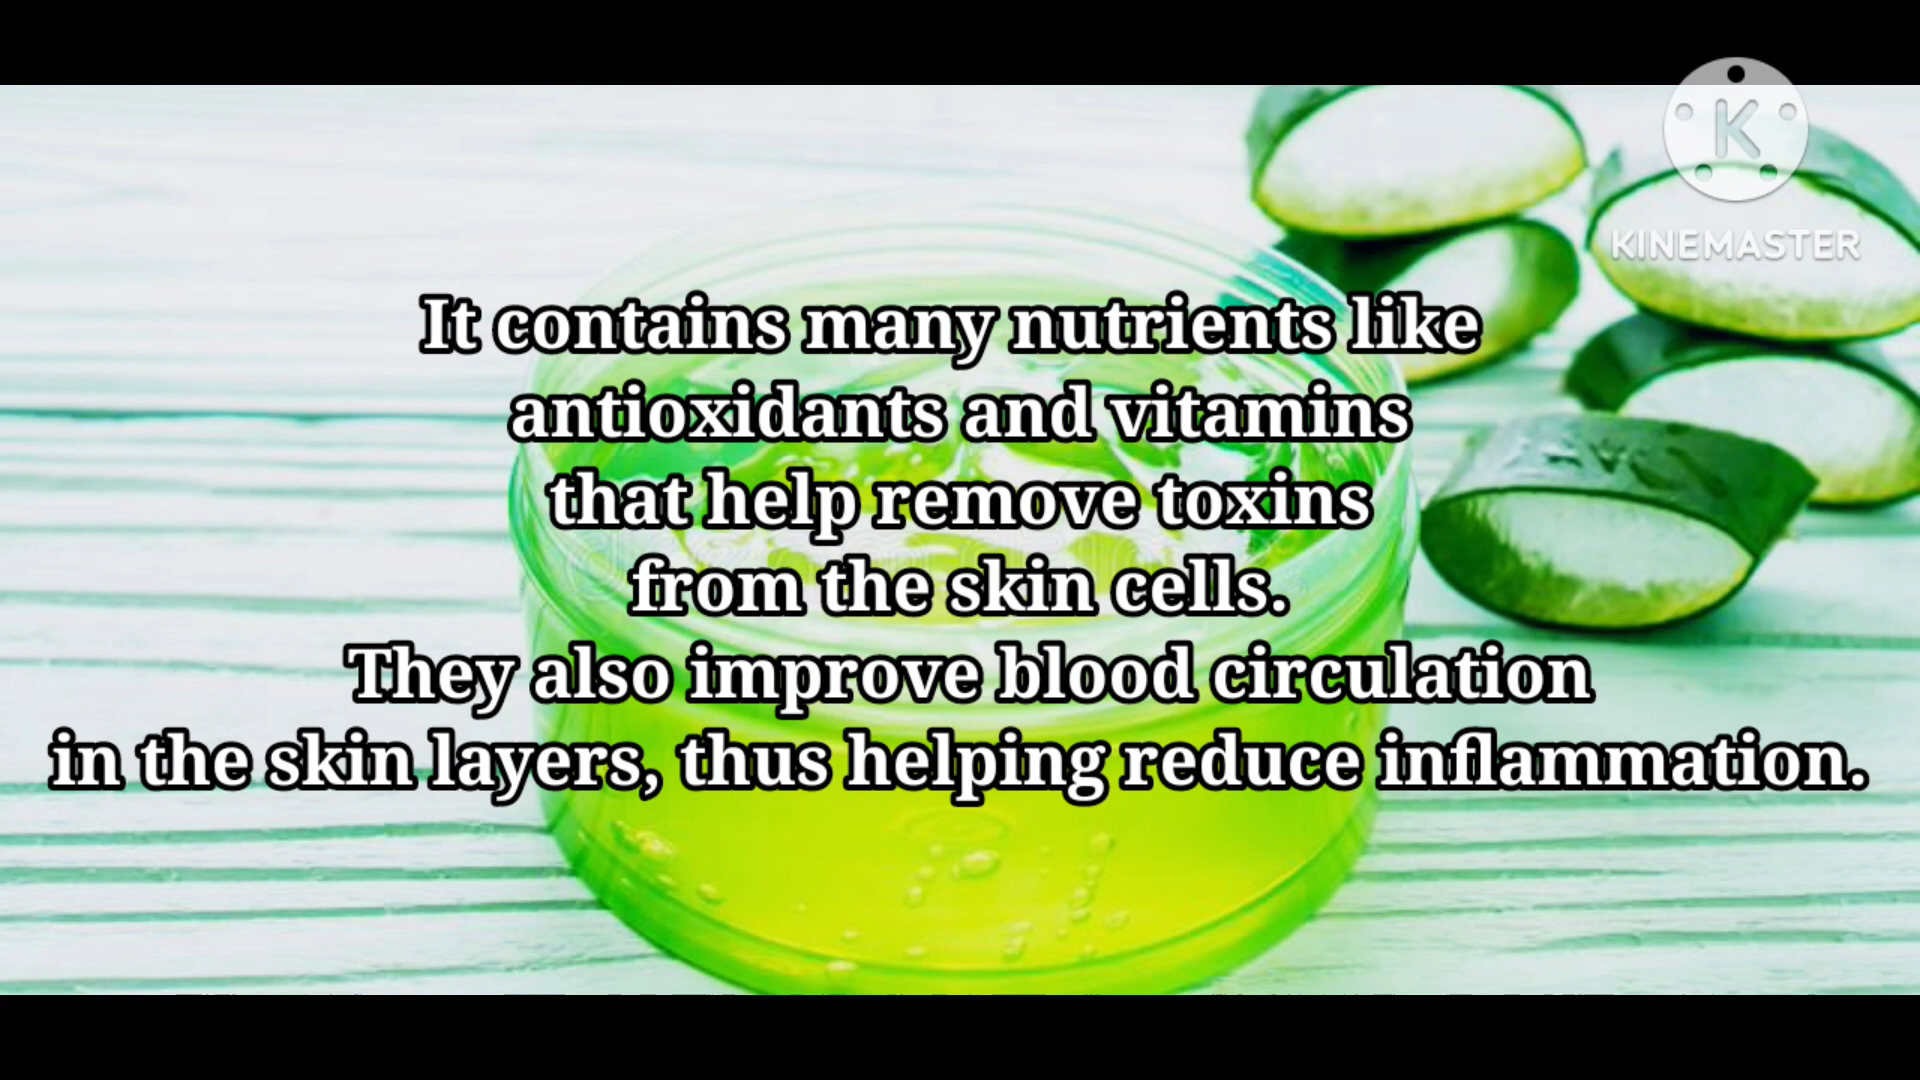 K
KINEMASTER
It contains many nutrients like
antioxidants and vitamins
that help remove toxins
from the skin cells.
They also improve blood circulation
in the skin layers, thus helping reduce inflammation.